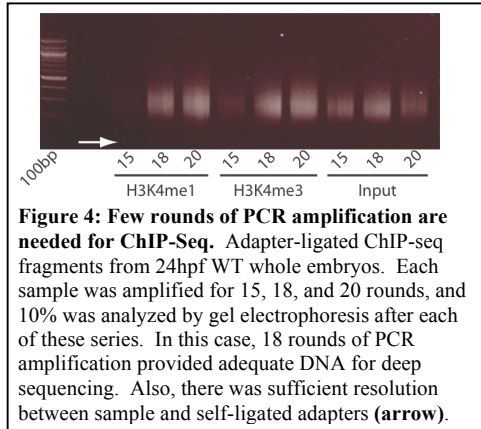 100bp
15 18 20 15 18 20 15 18 20
H3K4me1 H3K4me3 Input
Figure 4: Few rounds of PCR amplification are
needed for ChIP-Seq. Adapter-ligated ChIP-seq
fragments from 24hpf WT whole embryos. Each
sample was amplified for 15, 18, and 20 rounds, and
10% was analyzed by gel electrophoresis after each
of these series. In this case, 18 rounds of PCR
amplification provided adequate DNA for deep
sequencing. Also, there was sufficient resolution
between sample and self-ligated adapters (arrow).